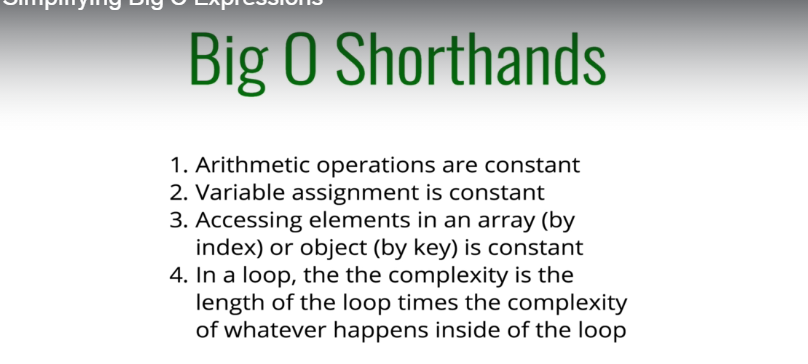 Simplifying Big O Expressions
Big O Shorthands
1. Arithmetic operations are constant
2. Variable assignment is constant
3. Accessing elements in an array (by
index) or object (by key) is constant
4. In a loop, the the complexity is the
length of the loop times the complexity
of whatever happens inside of the loop